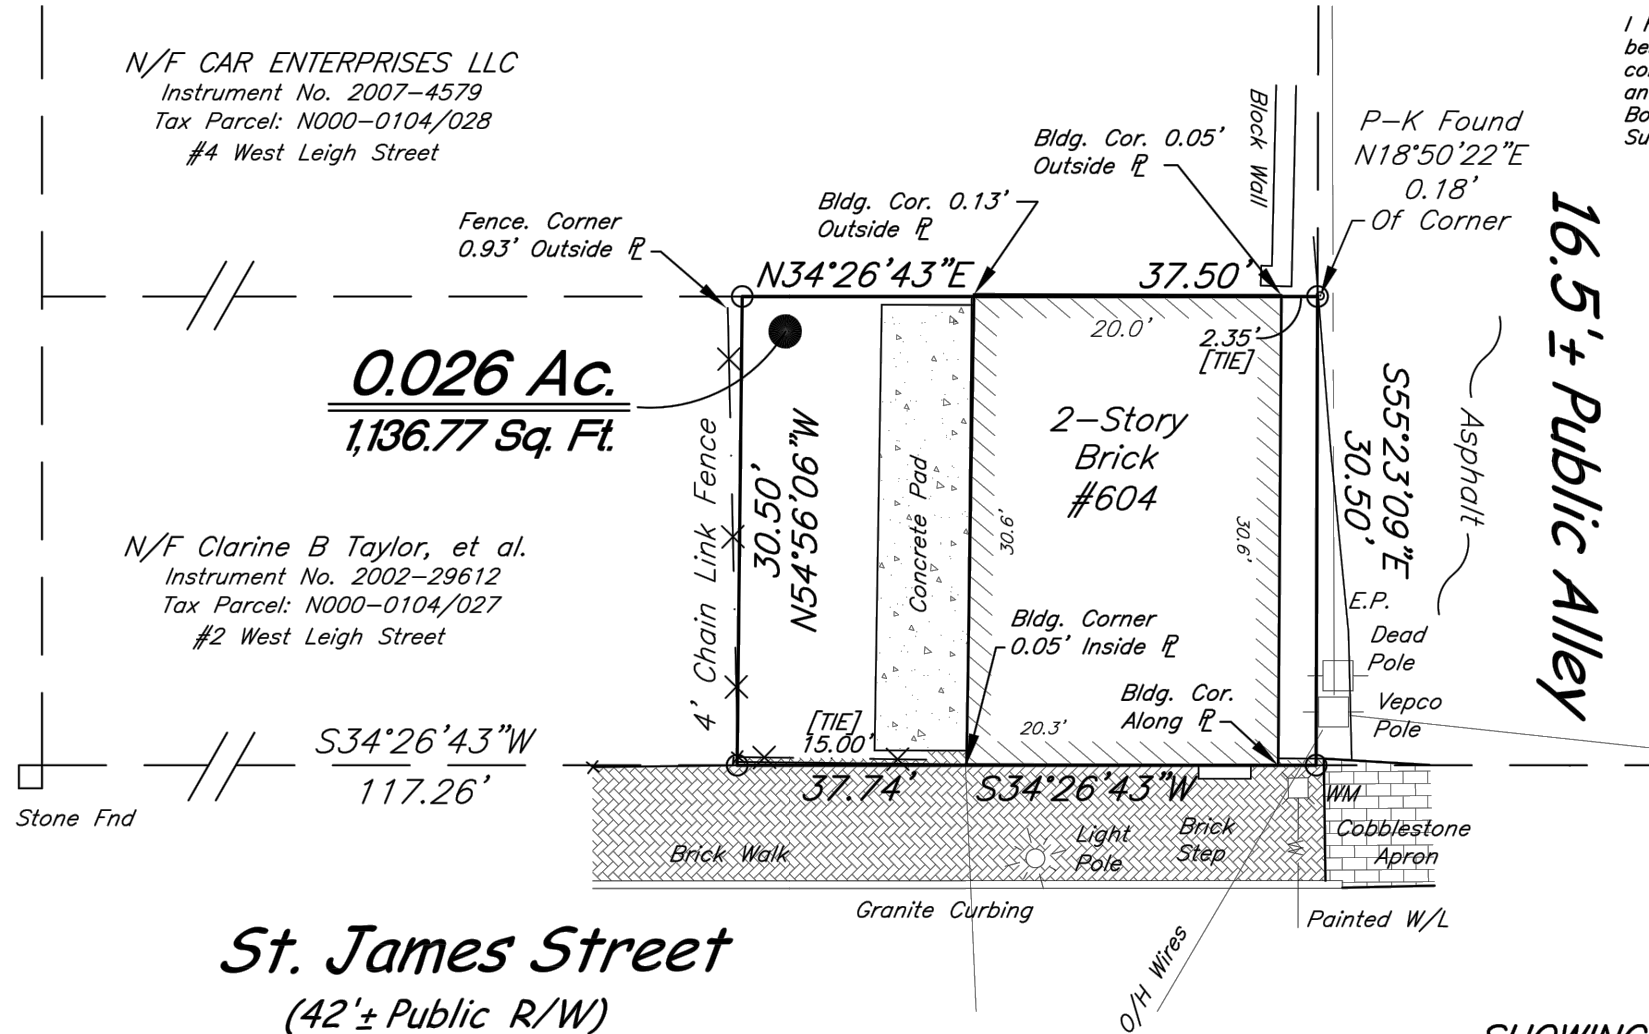 N/F CAR ENTERPRISES LLC
Instrument No. 2007-4579
Tax Parcel: N000-0104/028
#4 West Leigh Street
Fence. Corner
0.93' Outside ℙL
Bldg. Cor. 0.13'
Outside ℙL
Bldg. Cor. 0.05'
Outside ℙL
Block Wall
P-K Found
N18°50'22"E
0.18'
Of Corner
N34°26'43"E
37.50'
20.0'
2.35'
[TIE]
0.026 Ac.
1,136.77 Sq. Ft.
4' Chain Link Fence
30.50'
N54°56'06"W
Concrete Pad
2-Story
Brick
#604
30.6'
30.6'
S55°23'09"E
30.50'
Asphalt
16.5'± Public Alley
N/F Clarine B Taylor, et al.
Instrument No. 2002-29612
Tax Parcel: N000-0104/027
#2 West Leigh Street
Bldg. Corner
0.05' Inside ℙL
Bldg. Cor.
Along ℙL
E.P.
Dead
Pole
Vepco
Pole
[TIE]
15.00'
20.3'
S34°26'43"W
117.26'
Stone Fnd
37.74'
S34°26'43"W
WM
Brick Walk
Light
Pole
Brick
Step
Cobblestone
Apron
Granite Curbing
Painted W/L
O/H Wires
St. James Street
(42'± Public R/W)
SHOWING